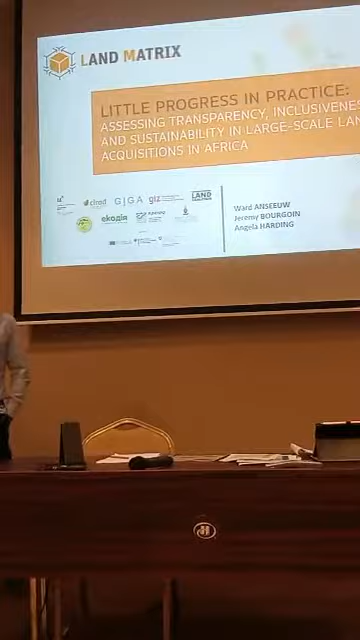 LAND MATRIX
LITTLE PROGRESS IN PRACTICE:
ASSESSING TRANSPARENCY, INCLUSIVENES
AND SUSTAINABILITY IN LARGE-SCALE LAN
ACQUISITIONS IN AFRICA
cirad GIGA giz LAND
екодія
Ward ANSEEUW
Jeremy BOURGOIN
Angela HARDING
H